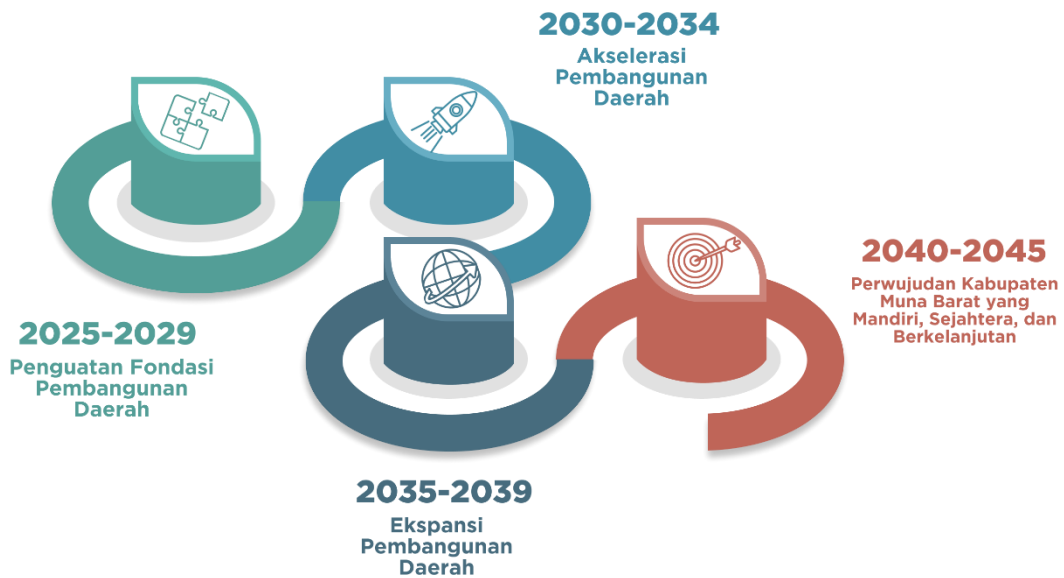 2025-2029
Penguatan Fondasi
Pembangunan
Daerah
2030-2034
Akselerasi
Pembangunan
Daerah
2035-2039
Ekspansi
Pembangunan
Daerah
2040-2045
Perwujudan Kabupaten
Muna Barat yang
Mandiri, Sejahtera, dan
Berkelanjutan